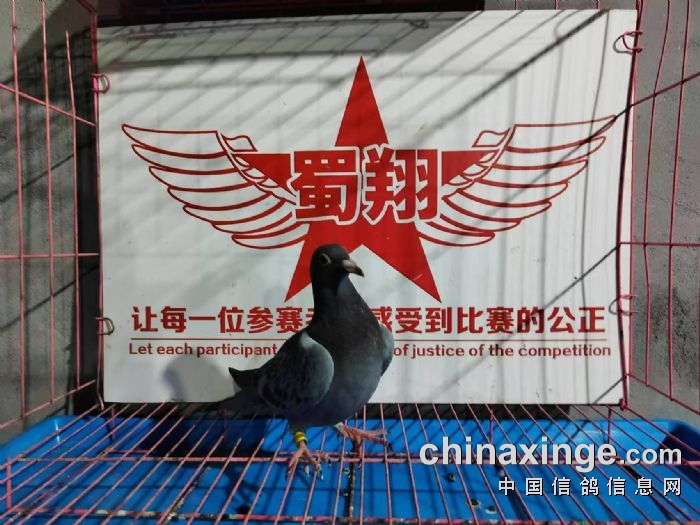 蜀翔
让每一位参赛 感受到比赛的公正
Let each participant of justice of the competition
chinaxinge.com
中国信鸽信息网